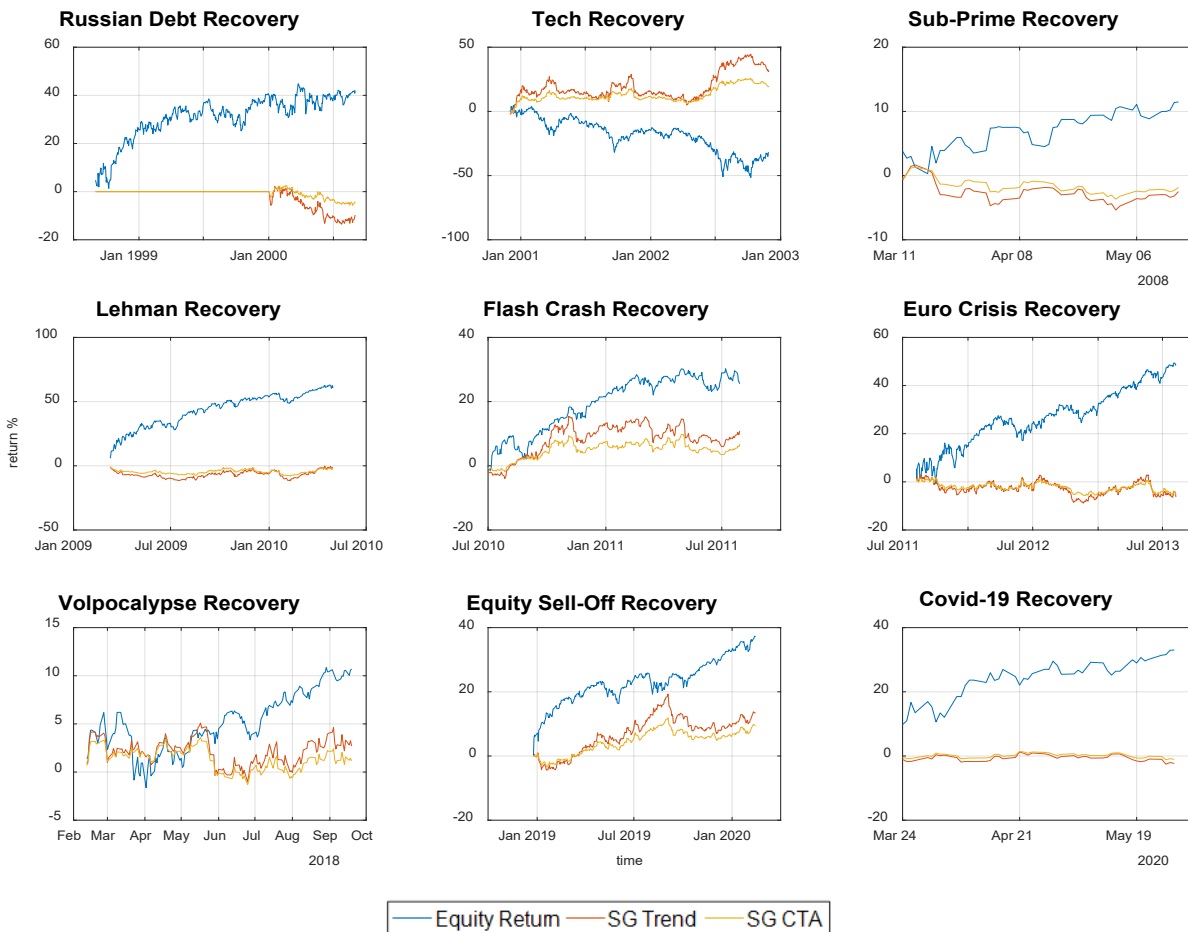 Russian Debt Recovery
60
40
20
0
-20
Jan 1999 Jan 2000
Tech Recovery
50
0
-50
-100
Jan 2001 Jan 2002 Jan 2003
Sub-Prime Recovery
20
10
0
-10
Mar 11 Apr 08 May 06
2008
Lehman Recovery
100
50
0
-50
return %
Jan 2009 Jul 2009 Jan 2010 Jul 2010
Flash Crash Recovery
40
20
0
-20
Jul 2010 Jan 2011 Jul 2011
Euro Crisis Recovery
60
40
20
0
-20
Jul 2011 Jul 2012 Jul 2013
Volpocalypse Recovery
15
10
5
0
-5
Feb Mar Apr May Jun Jul Aug Sep Oct
2018
Equity Sell-Off Recovery
40
20
0
-20
Jan 2019 Jul 2019 Jan 2020
time
Covid-19 Recovery
40
20
0
-20
Mar 24 Apr 21 May 19
2020
Equity Return SG Trend SG CTA